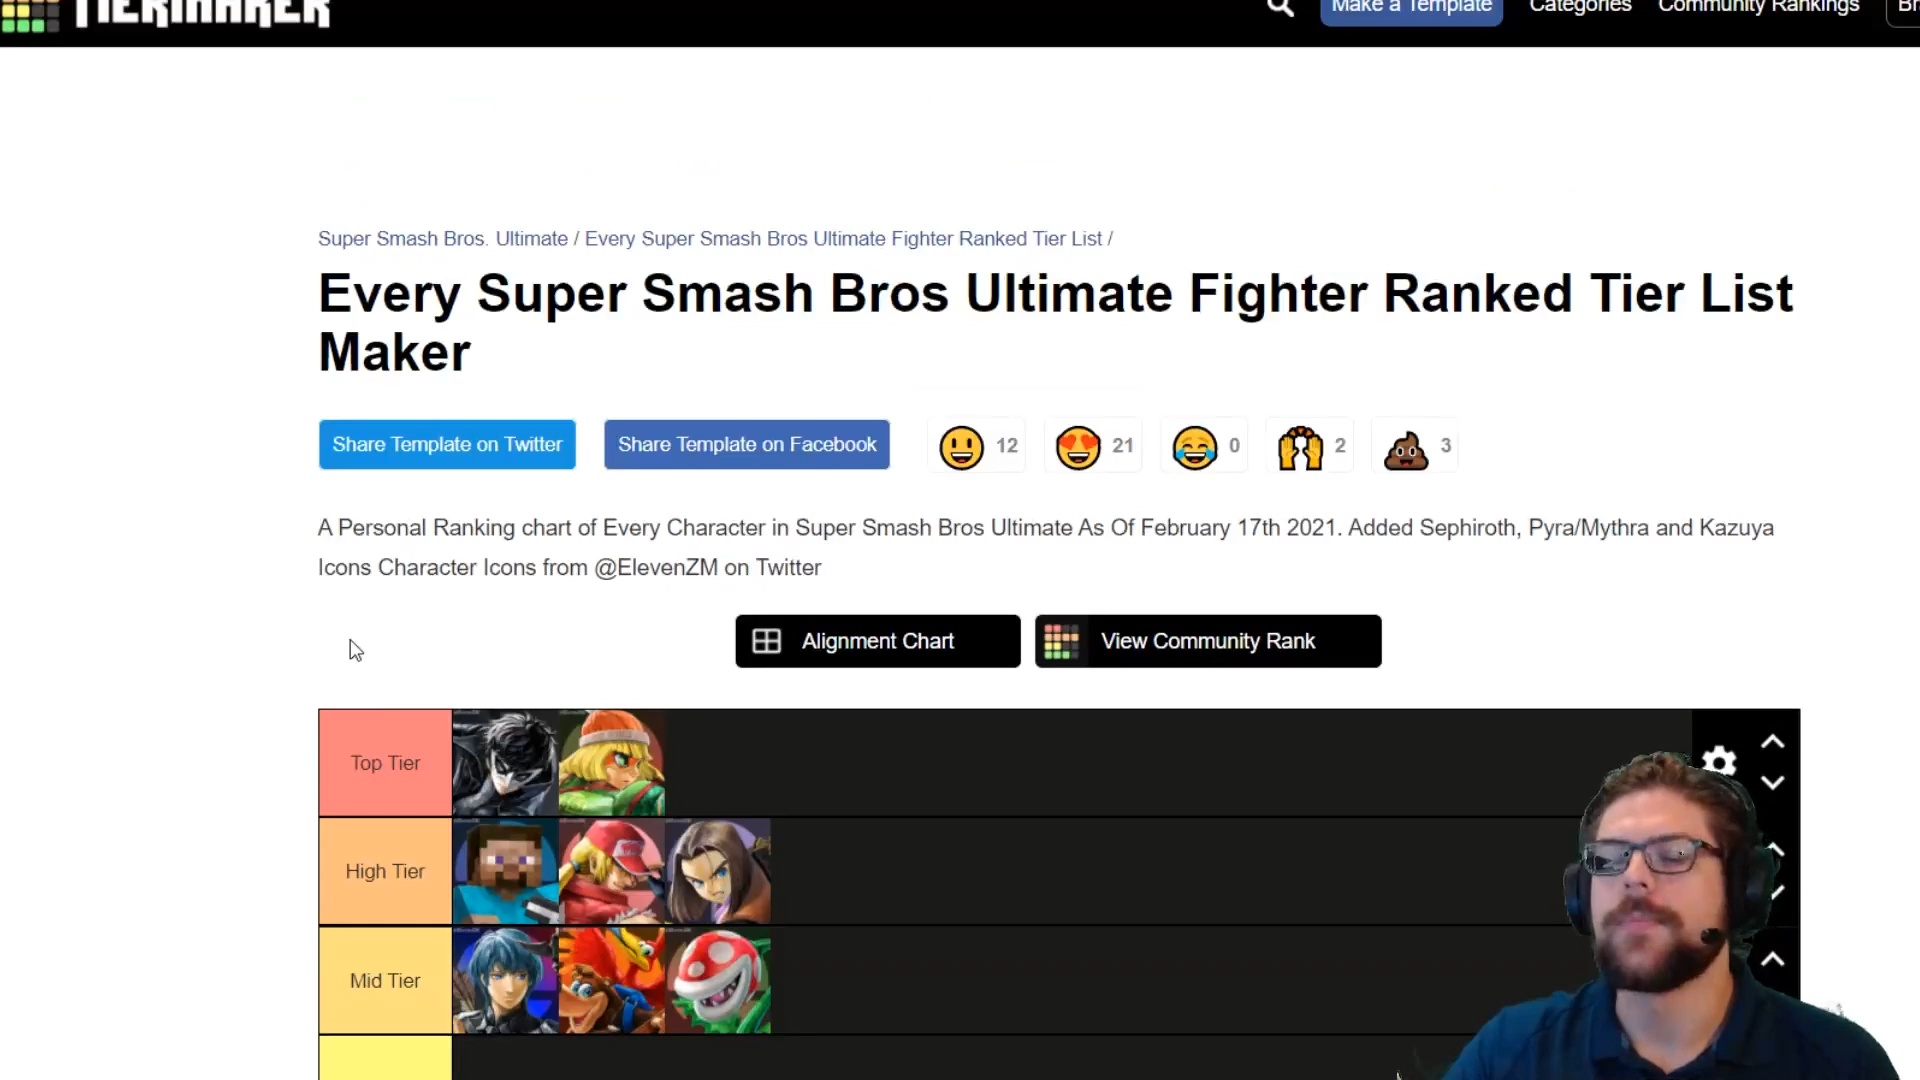 TIERMAKER
Make a Template Categories Community Rankings
Super Smash Bros. Ultimate / Every Super Smash Bros Ultimate Fighter Ranked Tier List /
Every Super Smash Bros Ultimate Fighter Ranked Tier List
Maker
Share Template on Twitter Share Template on Facebook 12 21 0 2 3
A Personal Ranking chart of Every Character in Super Smash Bros Ultimate As Of February 17th 2021. Added Sephiroth, Pyra/Mythra and Kazuya
Icons Character Icons from @ElevenZM on Twitter
Alignment Chart View Community Rank
Top Tier
High Tier
Mid Tier